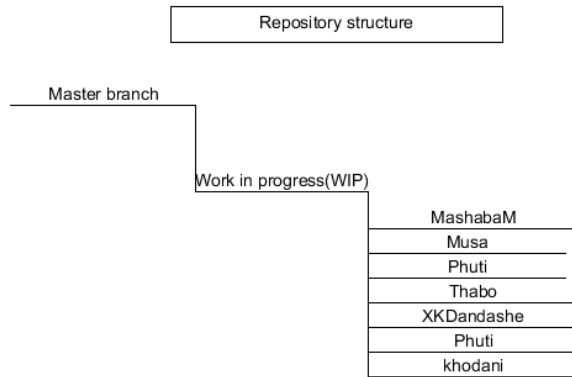 Repository structure
Master branch
Work in progress(WIP)
MashabaM
Musa
Phuti
Thabo
XKDandashe
Phuti
khodani